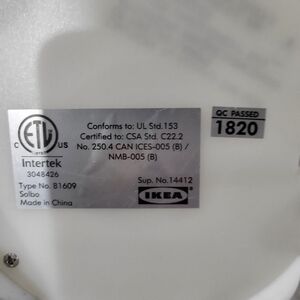 QC PASSED
1820
ETL
C US
Intertek
3048426
Conforms to: UL Std.153
Certified to: CSA Std. C22.2
No. 250.4 CAN ICES-005 (B) /
NMB-005 (B)
Type No. B1609
Solbo
Made in China
Sup. No.14412
IKEA